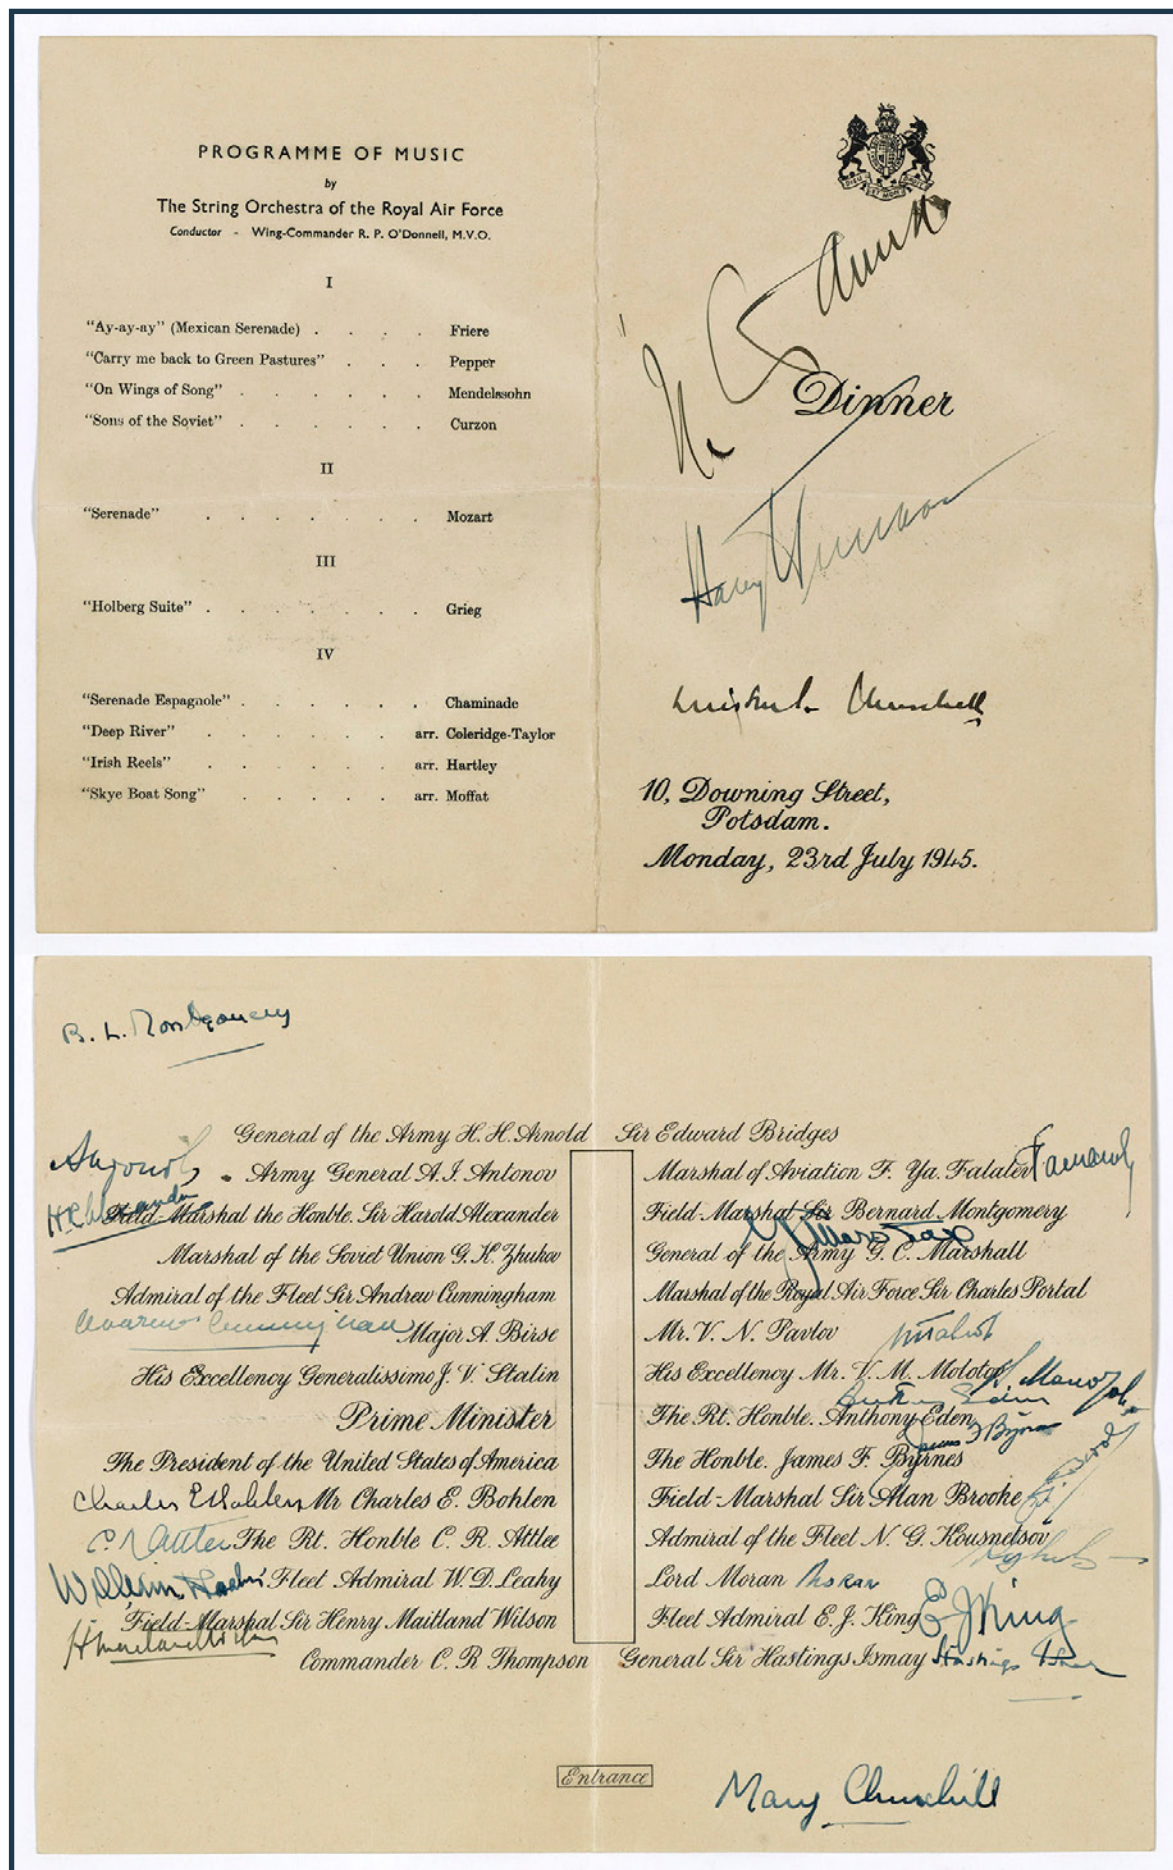 PROGRAMME OF MUSIC
by
The String Orchestra of the Royal Air Force
Conductor - Wing-Commander R. P. O'Donnell, M.V.O.
I
"Ay-ay-ay" (Mexican Serenade) . . . . Friere
"Carry me back to Green Pastures" . . . Pepper
"On Wings of Song" . . . . . . Mendelssohn
"Sons of the Soviet" . . . . . . Curzon
II
"Serenade" . . . . . . . Mozart
III
"Holberg Suite" . . . . . . . Grieg
IV
"Serenade Espagnole" . . . . . . Chaminade
"Deep River" . . . . . . arr. Coleridge-Taylor
"Irish Reels" . . . . . . arr. Hartley
"Skye Boat Song" . . . . . arr. Moffat
Dinner
Harry Truman
Winston S. Churchill
10, Downing Street,
Potsdam.
Monday, 23rd July 1945.
B. L. Montgomery
General of the Army H. H. Arnold
Army General A. I. Antonov
Field-Marshal the Honble. Sir Harold Alexander
Marshal of the Soviet Union G. K. Zhukov
Admiral of the Fleet Sir Andrew Cunningham
Cunningham
Major A. Birse
His Excellency Generalissimo J. V. Stalin
Prime Minister
The President of the United States of America
Charles E Bohlen Mr Charles E. Bohlen
C. R. Attlee The Rt. Honble C. R. Attlee
William Leahy Fleet Admiral W. D. Leahy
Field-Marshal Sir Henry Maitland Wilson
H Maitland Wilson
Commander C. R Thompson
Sir Edward Bridges
Marshal of Aviation F. Ya. Falalev
Field-Marshal Sir Bernard Montgomery
General of the Army G. C. Marshall
Marshal of the Royal Air Force Sir Charles Portal
Mr. V. N. Pavlov
His Excellency Mr. V. M. Molotov
Anthony Eden
The Rt. Honble. Anthony Eden
James F Byrnes
The Honble. James F. Byrnes
Field-Marshal Sir Alan Brooke
Admiral of the Fleet N. G. Kousnetsov
Lord Moran Moran
Fleet Admiral E. J. King E J King
General Sir Hastings Ismay Hastings Ismay
Entrance
Mary Churchill